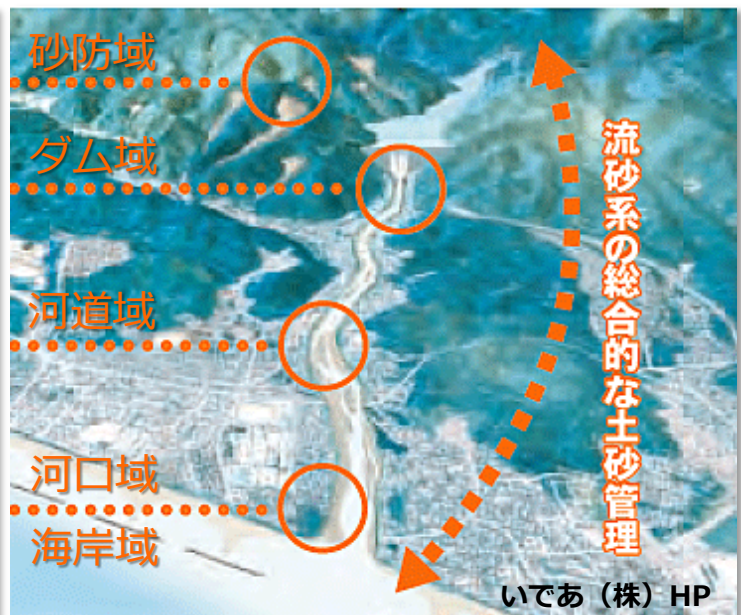 砂防域
ダム域
河道域
河口域
海岸域
流砂系の総合的な土砂管理
いであ（株）HP